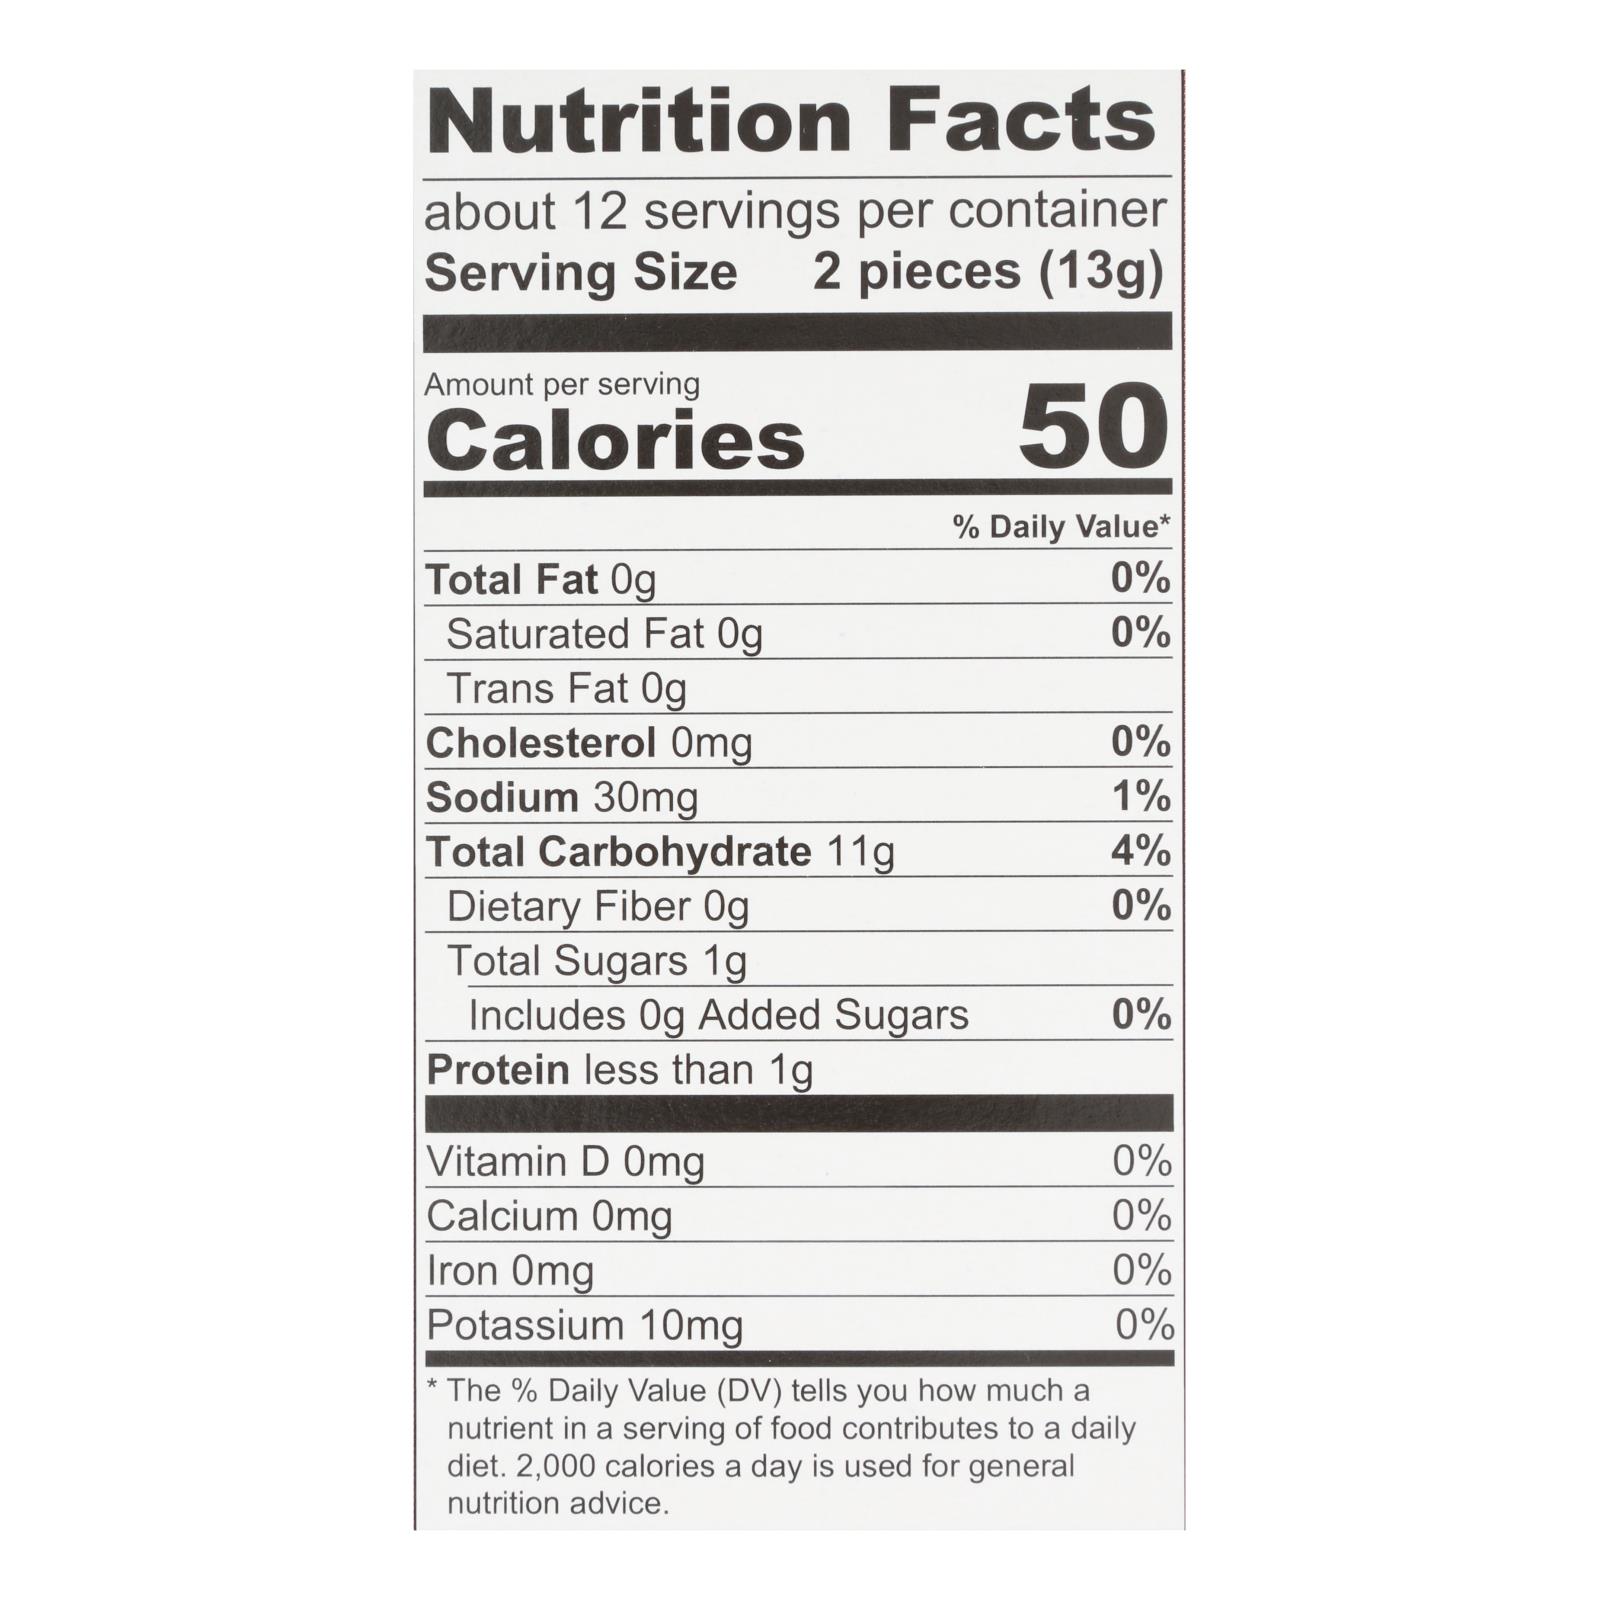 Nutrition Facts
about 12 servings per container
Serving Size 2 pieces (13g)
Amount per serving
Calories 50
% Daily Value*
Total Fat 0g 0%
Saturated Fat 0g 0%
Trans Fat 0g
Cholesterol 0mg 0%
Sodium 30mg 1%
Total Carbohydrate 11g 4%
Dietary Fiber 0g 0%
Total Sugars 1g
Includes 0g Added Sugars 0%
Protein less than 1g
Vitamin D 0mg 0%
Calcium 0mg 0%
Iron 0mg 0%
Potassium 10mg 0%
* The % Daily Value (DV) tells you how much a
nutrient in a serving of food contributes to a daily
diet. 2,000 calories a day is used for general
nutrition advice.